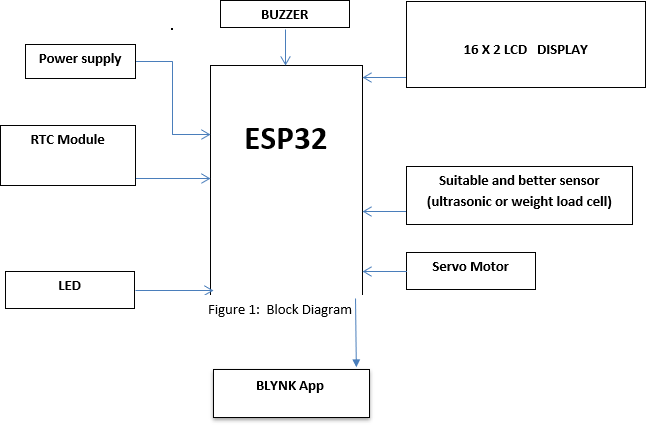 BUZZER
16 X 2 LCD DISPLAY
Power supply
ESP32
RTC Module
Suitable and better sensor
(ultrasonic or weight load cell)
Servo Motor
LED
Figure 1: Block Diagram
BLYNK App